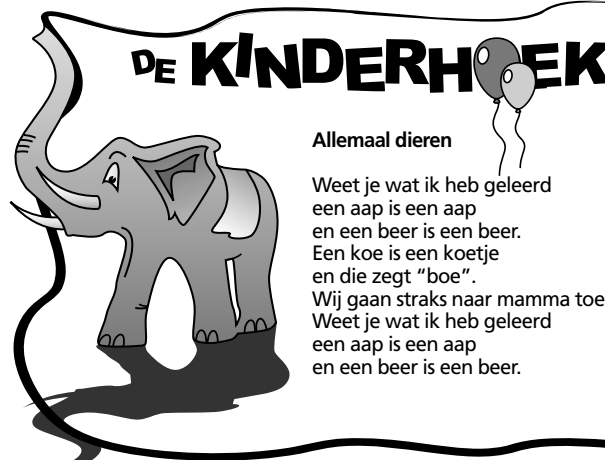 DE KINDERHOEK
Allemaal dieren
Weet je wat ik heb geleerd
een aap is een aap
en een beer is een beer.
Een koe is een koetje
en die zegt "boe".
Wij gaan straks naar mamma toe
Weet je wat ik heb geleerd
een aap is een aap
en een beer is een beer.